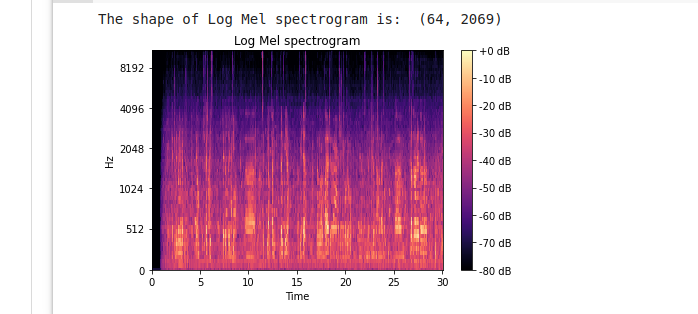 The shape of Log Mel spectrogram is:  (64, 2069)
Log Mel spectrogram
8192
4096
2048
1024
512
0
Hz
0 5 10 15 20 25 30
Time
+0 dB
-10 dB
-20 dB
-30 dB
-40 dB
-50 dB
-60 dB
-70 dB
-80 dB